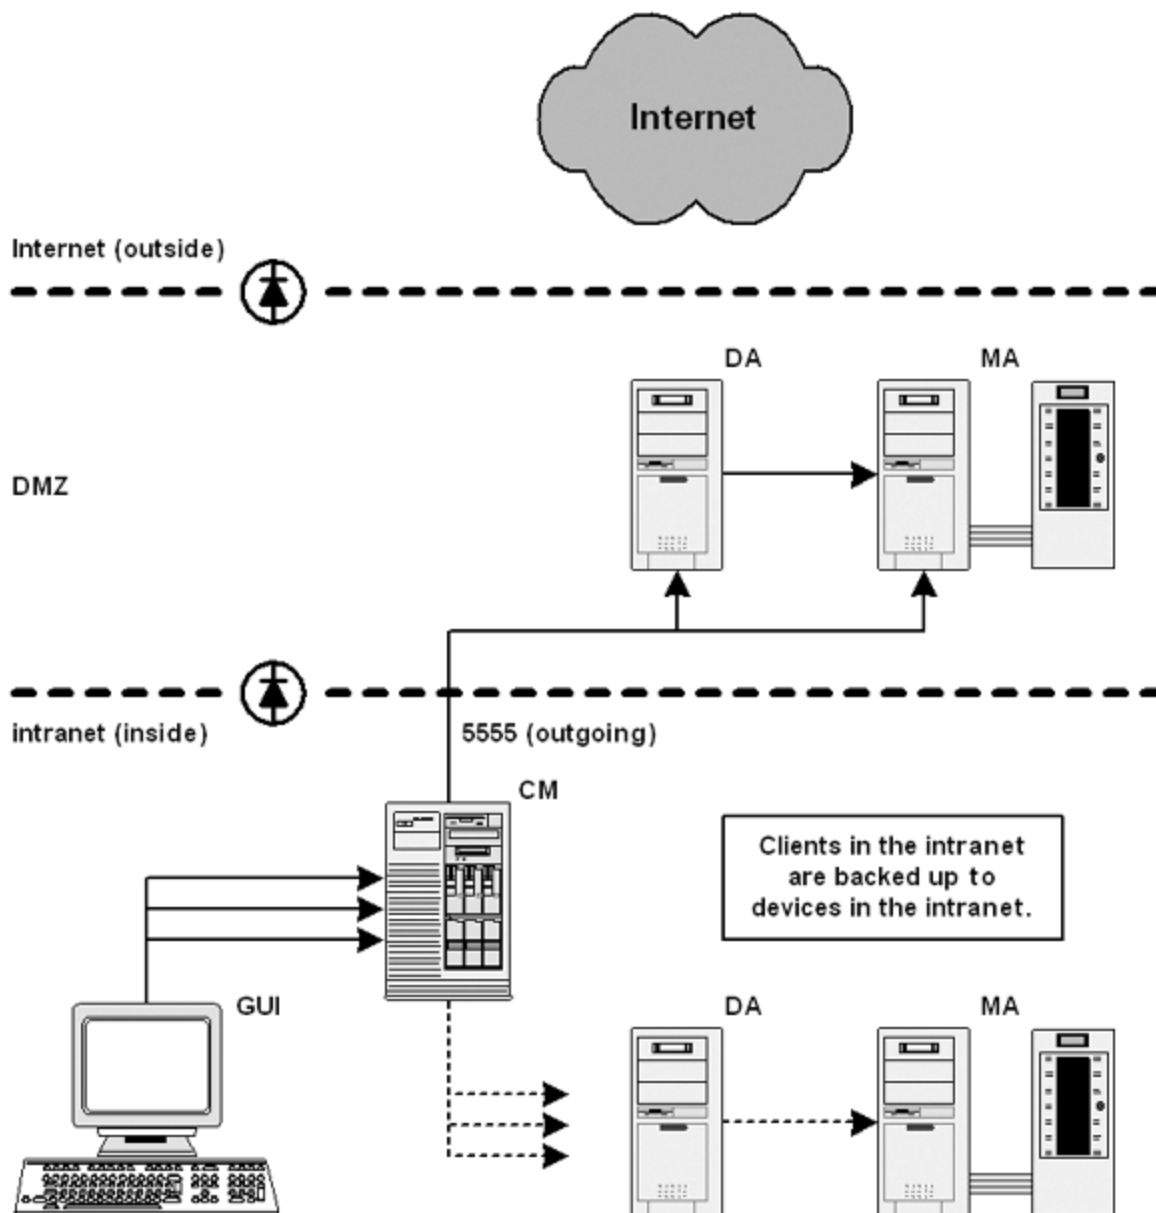 Internet
Internet (outside)
DA
MA
DMZ
intranet (inside)
5555 (outgoing)
CM
Clients in the intranet
are backed up to
devices in the intranet.
GUI
DA
MA